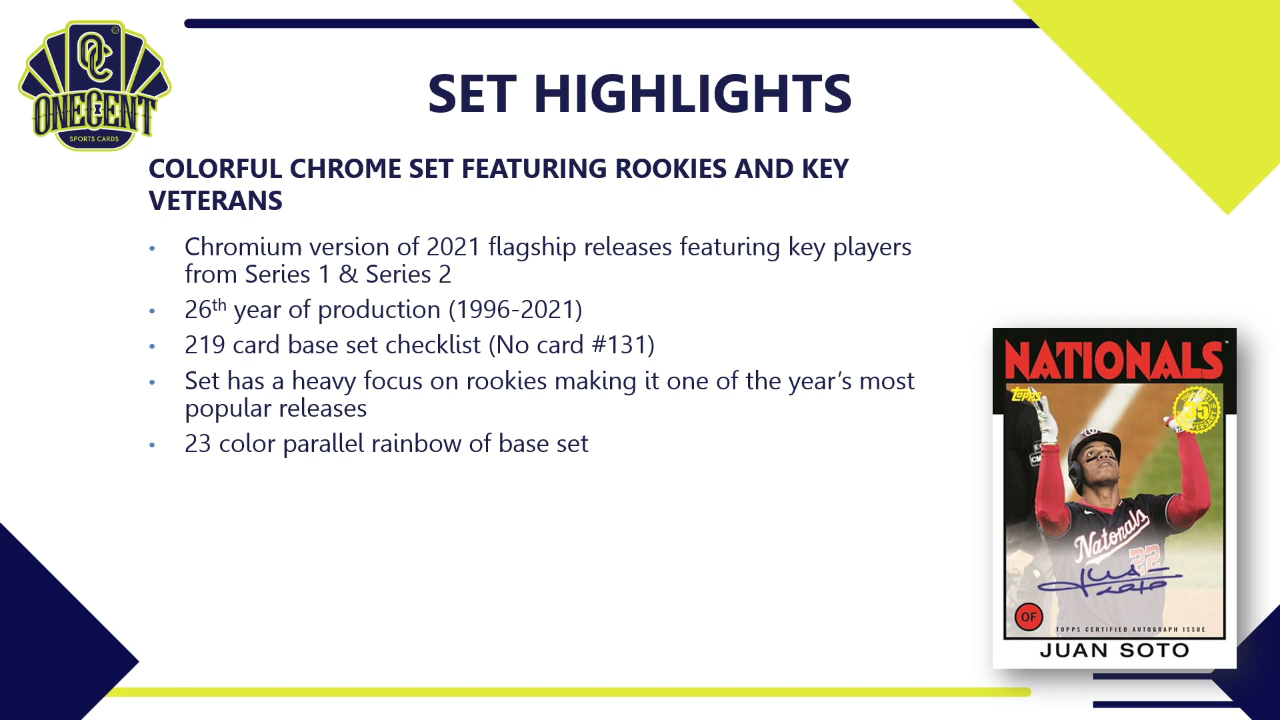 OC
ONECENT
SPORTS CARDS
SET HIGHLIGHTS
COLORFUL CHROME SET FEATURING ROOKIES AND KEY
VETERANS
• Chromium version of 2021 flagship releases featuring key players
from Series 1 & Series 2
• 26th year of production (1996-2021)
• 219 card base set checklist (No card #131)
• Set has a heavy focus on rookies making it one of the year’s most
popular releases
• 23 color parallel rainbow of base set
NATIONALS
Topps
35th
Nationals
22
OF
TOPPS CERTIFIED AUTOGRAPH ISSUE
JUAN SOTO